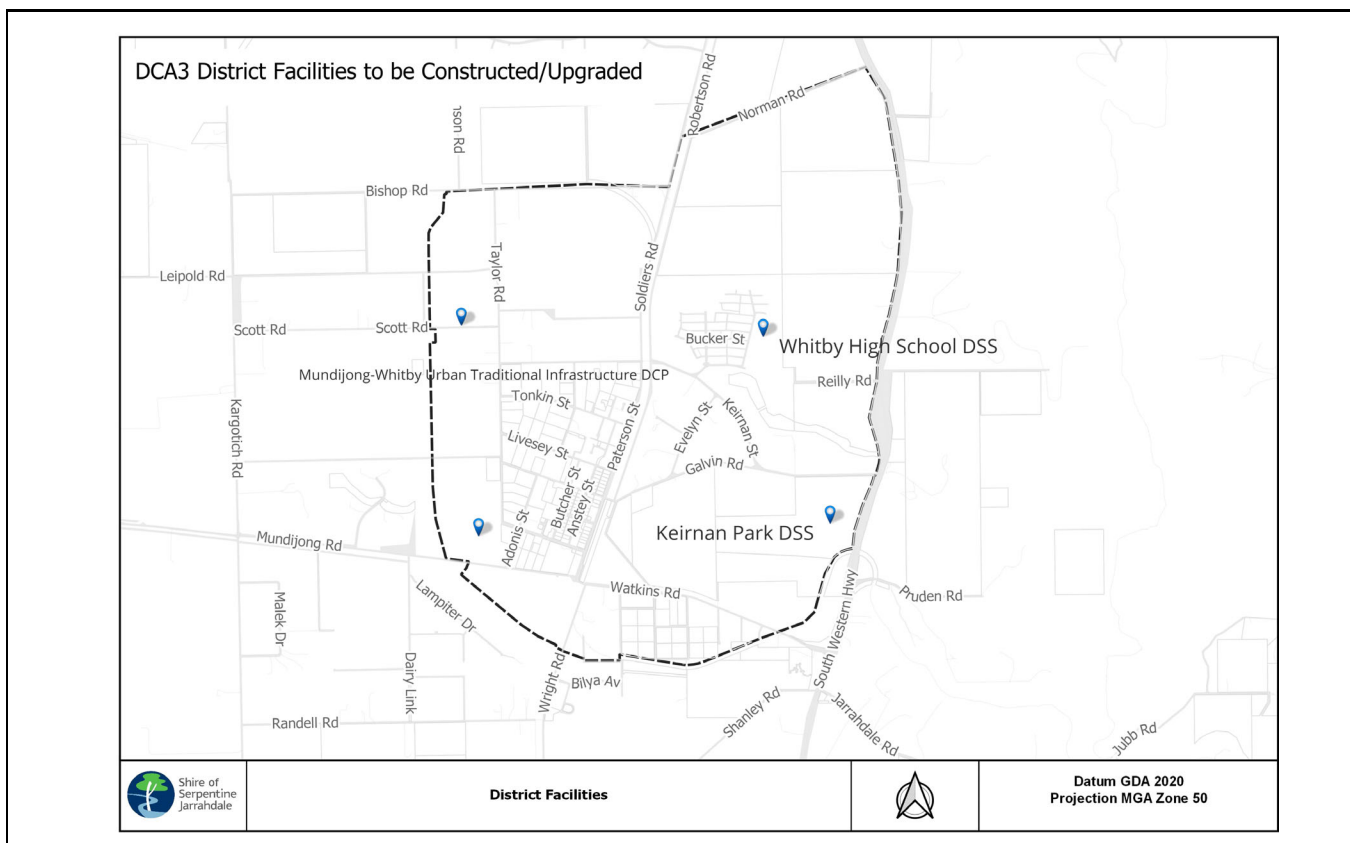 DCA3 District Facilities to be Constructed/Upgraded
Robertson Rd
Norman Rd
nson Rd
Bishop Rd
Taylor Rd
Soldiers Rd
Leipold Rd
Scott Rd
Scott Rd
Bucker St
Whitby High School DSS
Mundijong-Whitby Urban Traditional Infrastructure DCP
Reilly Rd
Tonkin St
Kargotich Rd
Paterson St
Evelyn St
Keirnan St
Livesey St
Galvin Rd
Butcher St
Anstey St
Adonis St
Keirnan Park DSS
Mundijong Rd
Watkins Rd
Pruden Rd
Lampiter Dr
Malek Dr
South Western Hwy
Dairy Link
Wright Rd
Bilya Av
Shanley Rd
Jarrahdale Rd
Randell Rd
Jubb Rd
Shire of
Serpentine
Jarrahdale
District Facilities
Datum GDA 2020
Projection MGA Zone 50